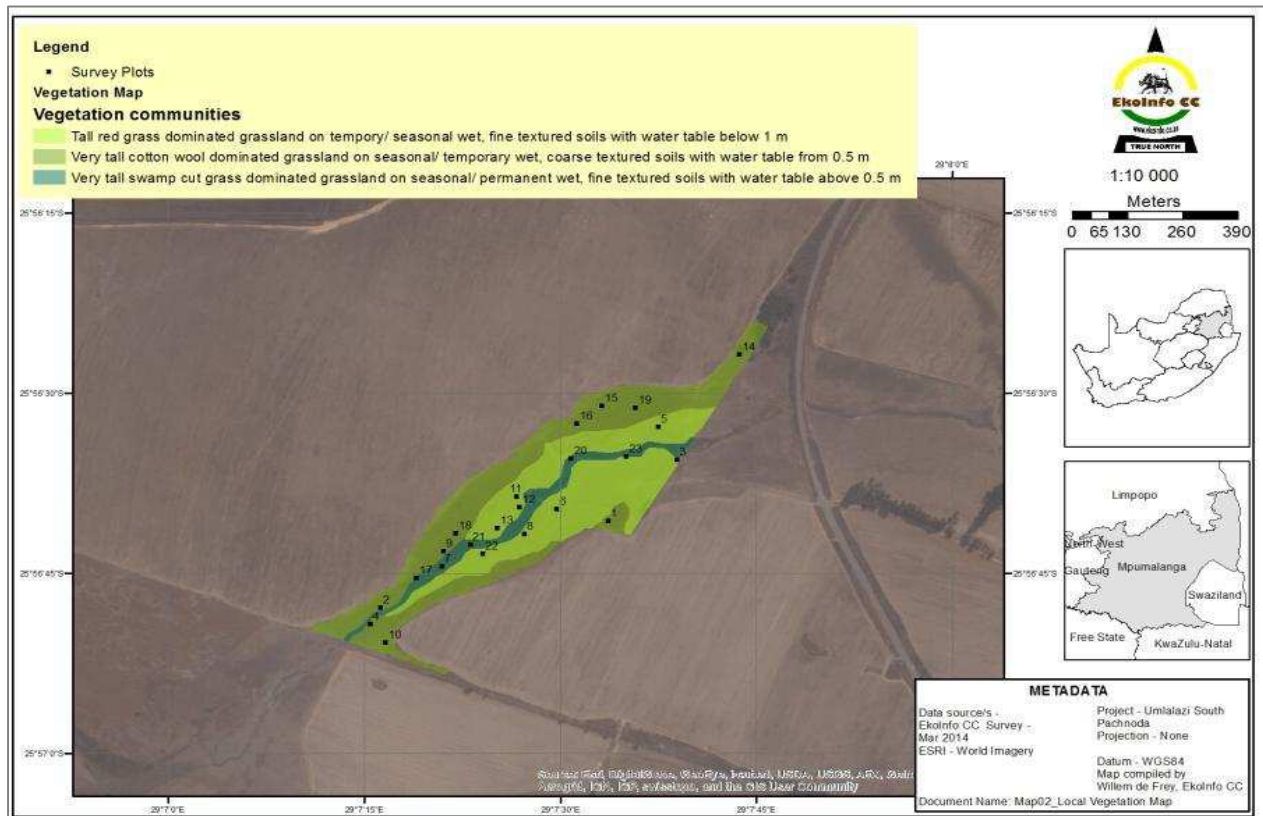 Legend
Survey Plots
Vegetation Map
Vegetation communities
Tall red grass dominated grassland on tempory/ seasonal wet, fine textured soils with water table below 1 m
Very tall cotton wool dominated grassland on seasonal/ temporary wet, coarse textured soils with water table from 0.5 m
Very tall swamp cut grass dominated grassland on seasonal/ permanent wet, fine textured soils with water table above 0.5 m
EkoInfo CC
www.ekoinfo.co.za
TRUE NORTH
1:10 000
Meters
0 65 130 260 390
29°8'0"E
25°56'15"S
25°56'15"S
14
25°56'30"S
25°56'30"S
15
19
16
5
20
23
3
11
12
6
1
13
18
8
21
9
22
7
25°56'45"S
25°56'45"S
17
2
4
10
25°57'0"S
29°7'0"E
29°7'15"E
29°7'30"E
29°7'45"E
and the GIS User Community
Limpopo
North-West
Gauteng
Mpumalanga
Swaziland
Free State
KwaZulu-Natal
METADATA
Data source/s -
EkoInfo CC Survey -
Mar 2014
ESRI - World Imagery
Project - Umlalazi South
Pachnoda
Projection - None
Datum - WGS84
Map compiled by
Willem de Frey, EkoInfo CC
Document Name: Map02_Local Vegetation Map